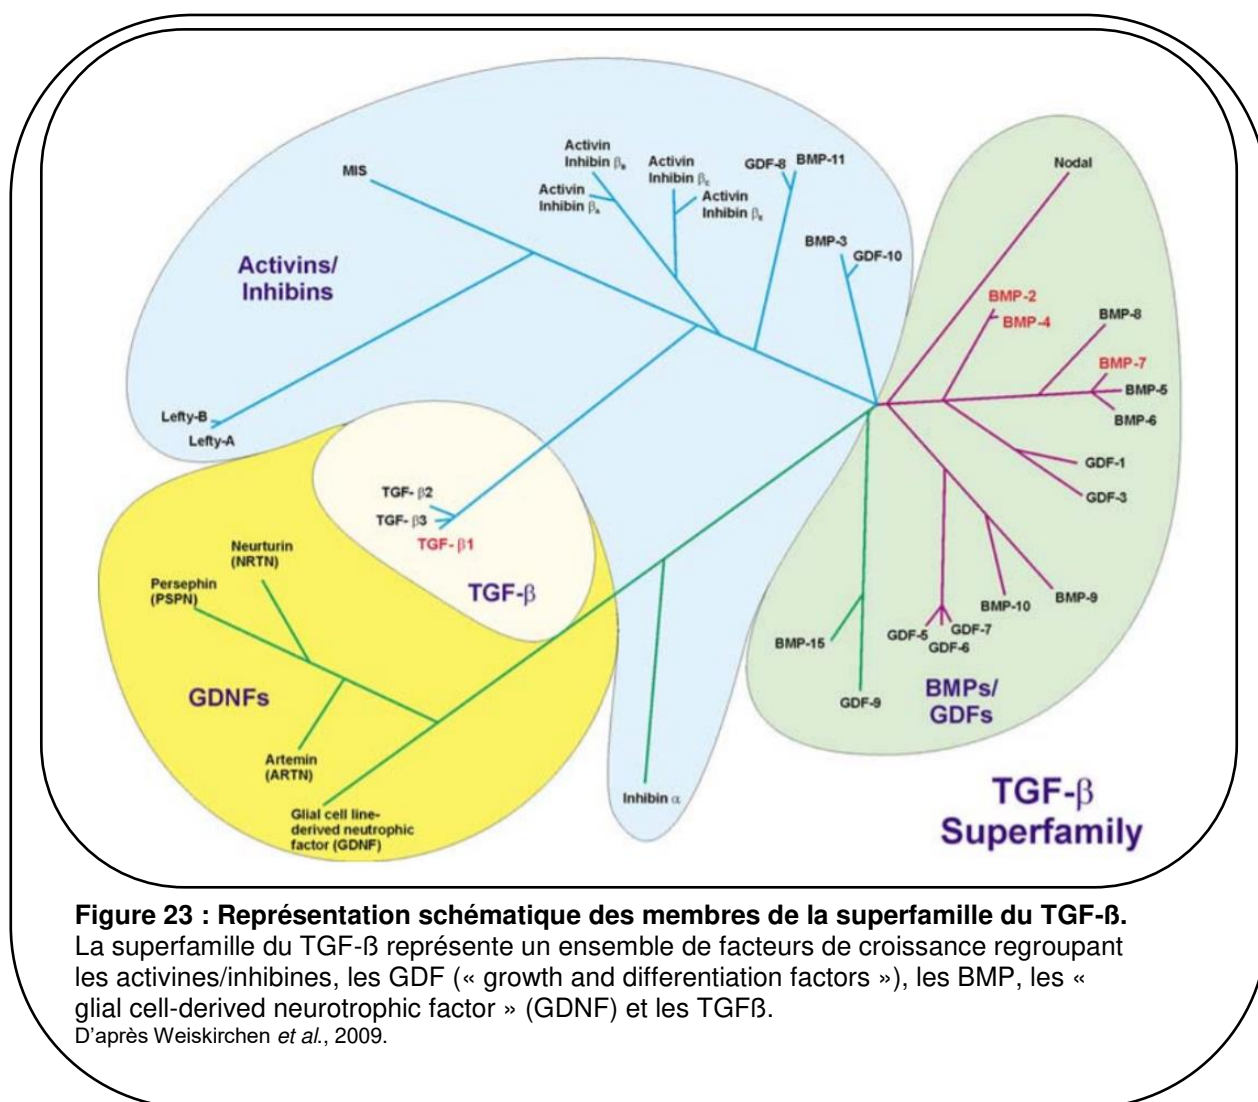 MIS
Activin
Inhibin βB
Activin
Inhibin βA
Activin
Inhibin βC
Activin
Inhibin βE
GDF-8
BMP-11
BMP-3
GDF-10
Nodal
Activins/
Inhibins
BMP-2
BMP-4
BMP-8
BMP-7
BMP-5
BMP-6
Lefty-B
Lefty-A
GDF-1
GDF-3
TGF- β2
TGF- β3
TGF- β1
TGF-β
Neurturin
(NRTN)
Persephin
(PSPN)
GDNFs
Artemin
(ARTN)
Glial cell line-
derived neutrophic
factor (GDNF)
Inhibin α
BMP-15
GDF-9
GDF-5
GDF-7
GDF-6
BMP-10
BMP-9
BMPs/
GDFs
TGF-β
Superfamily
Figure 23 : Représentation schématique des membres de la superfamille du TGF-ß.
La superfamille du TGF-ß représente un ensemble de facteurs de croissance regroupant
les activines/inhibines, les GDF (« growth and differentiation factors »), les BMP, les «
glial cell-derived neurotrophic factor » (GDNF) et les TGFß.
D'après Weiskirchen et al., 2009.